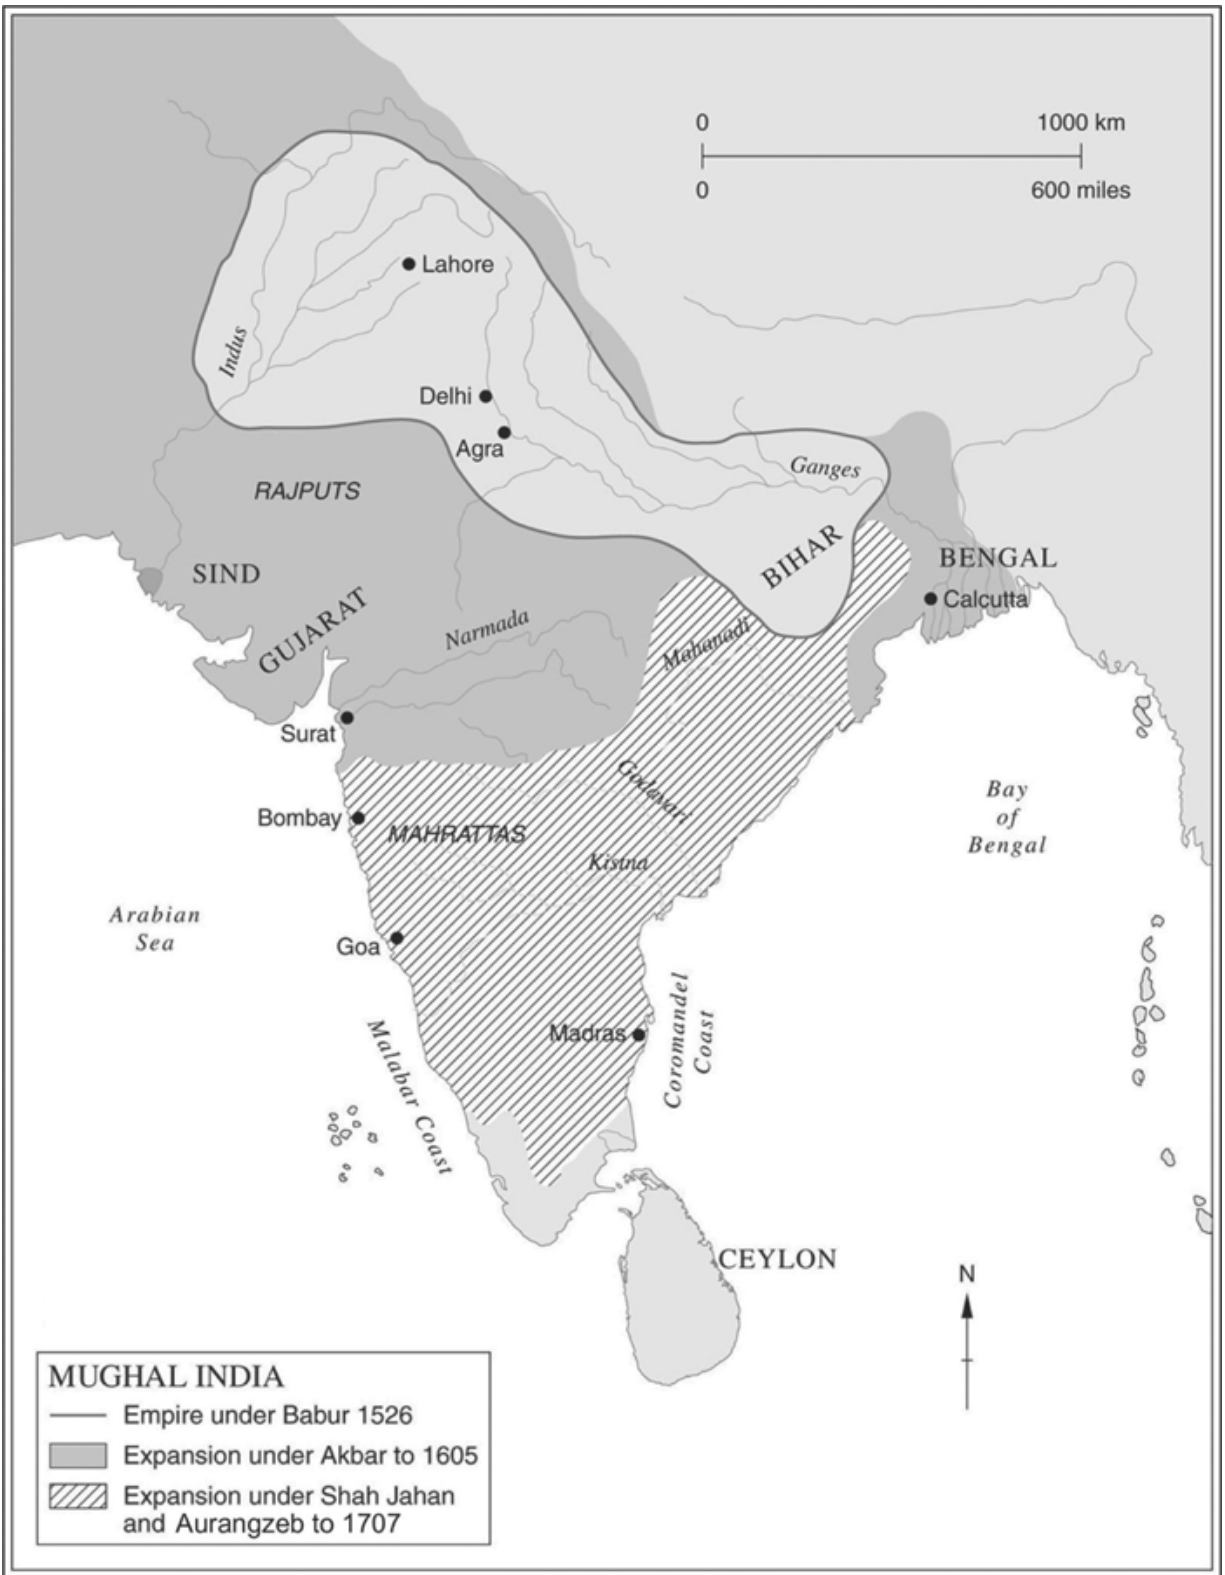 0
1000 km
0
600 miles
Lahore
Indus
Delhi
Agra
Ganges
RAJPUTS
BIHAR
BENGAL
SIND
Calcutta
GUJARAT
Narmada
Mahanadi
Surat
Godavari
Bay
of
Bengal
Bombay
MAHRATTAS
Kistna
Arabian
Sea
Goa
Coromandel
Coast
Madras
Malabar Coast
CEYLON
N
MUGHAL INDIA
Empire under Babur 1526
Expansion under Akbar to 1605
Expansion under Shah Jahan
and Aurangzeb to 1707